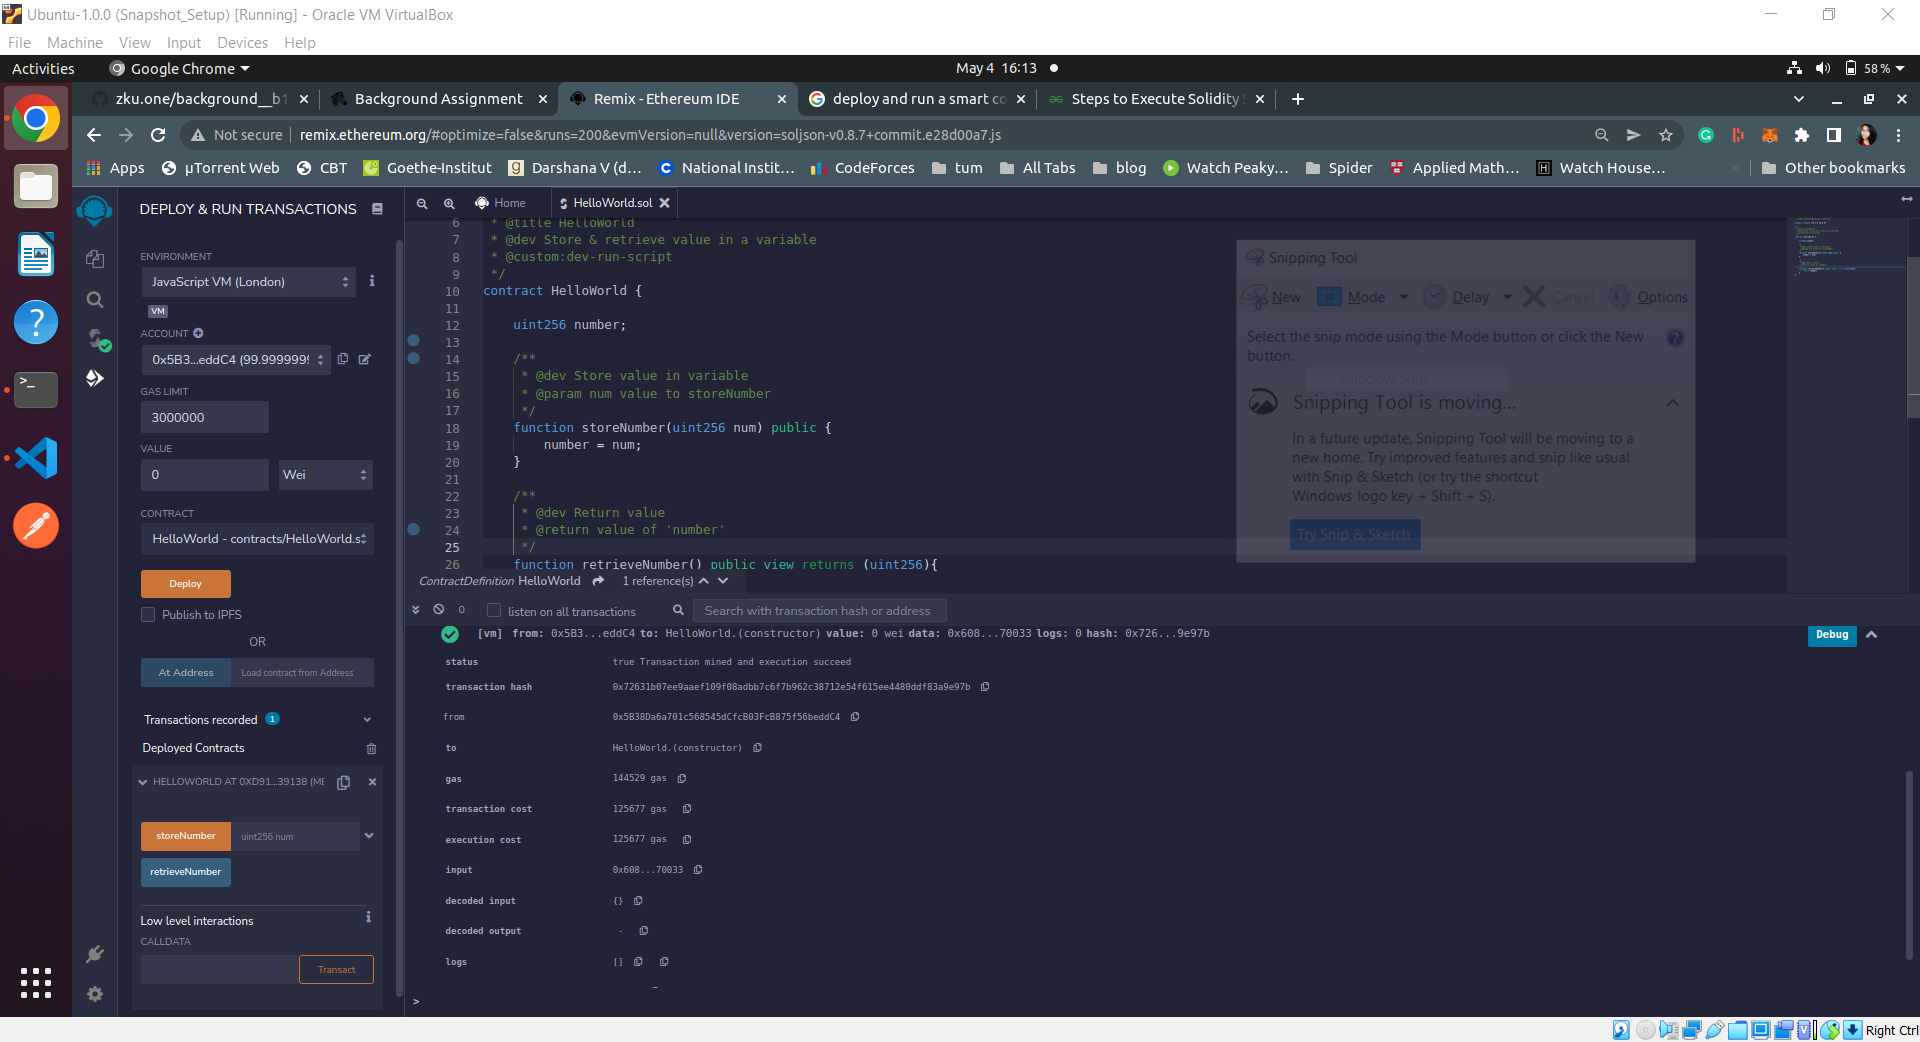 Ubuntu-1.0.0 (Snapshot_Setup) [Running] - Oracle VM VirtualBox
File Machine View Input Devices Help
Activities Google Chrome May 4 16:13 58 %
zku.one/background__b1 Background Assignment Remix - Ethereum IDE deploy and run a smart co Steps to Execute Solidity S
Not secure remix.ethereum.org/#optimize=false&runs=200&evmVersion=null&version=soljson-v0.8.7+commit.e28d00a7.js
Apps µTorrent Web CBT Goethe-Institut Darshana V (d... National Instit... CodeForces tum All Tabs blog Watch Peaky... Spider Applied Math... Watch House... Other bookmarks
DEPLOY & RUN TRANSACTIONS
ENVIRONMENT
JavaScript VM (London)
VM
ACCOUNT
0x5B3...eddC4 (99.9999999
GAS LIMIT
3000000
VALUE
0 Wei
CONTRACT
HelloWorld - contracts/HelloWorld.s
Deploy
Publish to IPFS
OR
At Address Load contract from Address
Transactions recorded 1
Deployed Contracts
HELLOWORLD AT 0XD91...39138 (ME
storeNumber uint256 num
retrieveNumber
Low level interactions
CALLDATA
Transact
Home HelloWorld.sol
6 * @title HelloWorld
7 * @dev Store & retrieve value in a variable
8 * @custom:dev-run-script
9 */
10 contract HelloWorld {
11
12 uint256 number;
13
14 /**
15 * @dev Store value in variable
16 * @param num value to storeNumber
17 */
18 function storeNumber(uint256 num) public {
19 number = num;
20 }
21
22 /**
23 * @dev Return value
24 * @return value of 'number'
25 */
26 function retrieveNumber() public view returns (uint256){
ContractDefinition HelloWorld 1 reference(s)
Snipping Tool
New Mode Delay Cancel Options
Select the snip mode using the Mode button or click the New
button.
Window Snip
Snipping Tool is moving...
In a future update, Snipping Tool will be moving to a
new home. Try improved features and snip like usual
with Snip & Sketch (or try the shortcut
Windows logo key + Shift + S).
Try Snip & Sketch
0 listen on all transactions Search with transaction hash or address
[vm] from: 0x5B3...eddC4 to: HelloWorld.(constructor) value: 0 wei data: 0x608...70033 logs: 0 hash: 0x726...9e97b Debug
status true Transaction mined and execution succeed
transaction hash 0x72631b07ee9aaef109f08adbb7c6f7b962c38712e54f615ee4480ddf83a9e97b
from 0x5B38Da6a701c568545dCfcB03FcB875f56beddC4
to HelloWorld.(constructor)
gas 144529 gas
transaction cost 125677 gas
execution cost 125677 gas
input 0x608...70033
decoded input {}
decoded output -
logs []
>
Right Ctrl